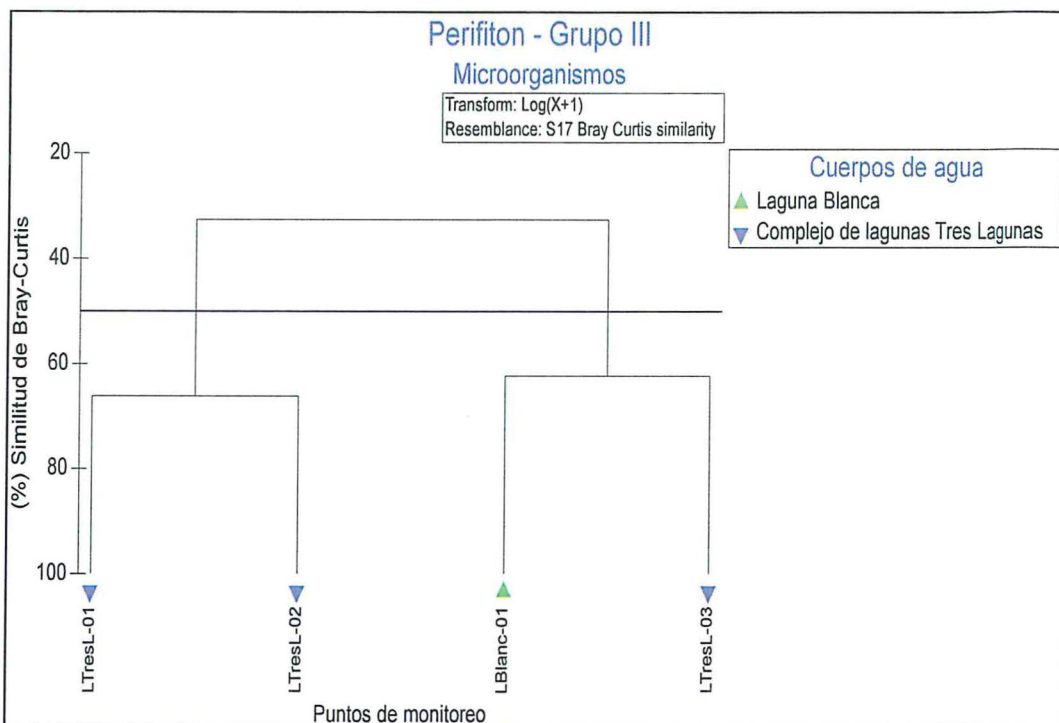 Perifiton - Grupo III
Microorganismos
Transform: Log(X+1)
Resemblance: S17 Bray Curtis similarity
Cuerpos de agua
Laguna Blanca
Complejo de lagunas Tres Lagunas
(%) Similitud de Bray-Curtis
20
40
60
80
100
LTresL-01
LTresL-02
LBlanc-01
LTresL-03
Puntos de monitoreo